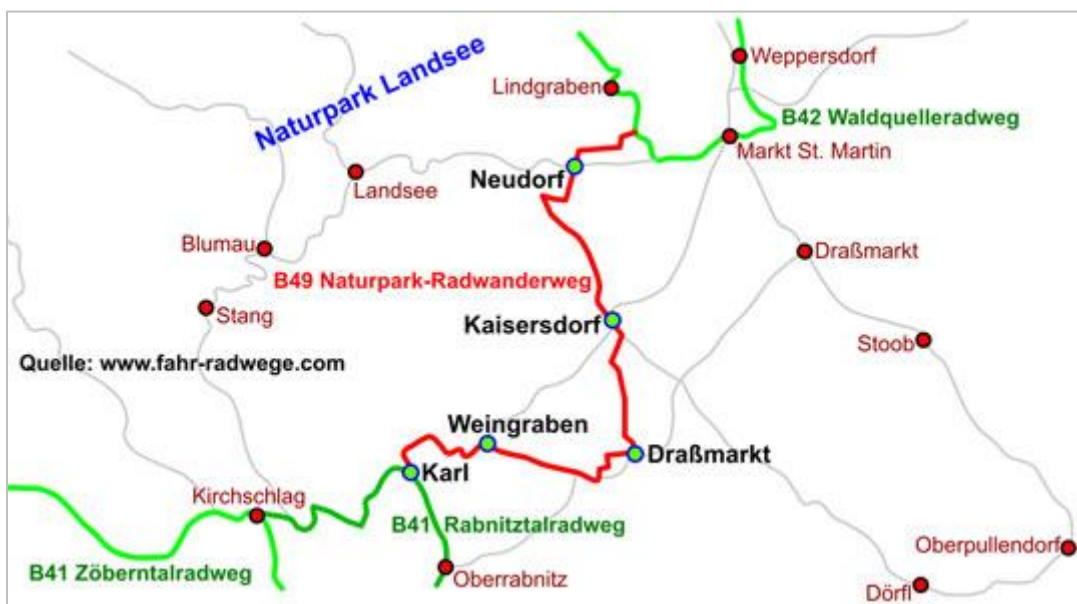 Naturpark Landsee
Weppersdorf
Lindgraben
B42 Waldquelleradweg
Markt St. Martin
Neudorf
Landsee
Blumau
Draßmarkt
B49 Naturpark-Radwanderweg
Stang
Kaisersdorf
Stoob
Quelle: www.fahr-radwege.com
Weingraben
Draßmarkt
Karl
Kirchschlag
B41 Rabnitztalradweg
Oberpullendorf
B41 Zöberntalradweg
Oberrabnitz
Dörfl